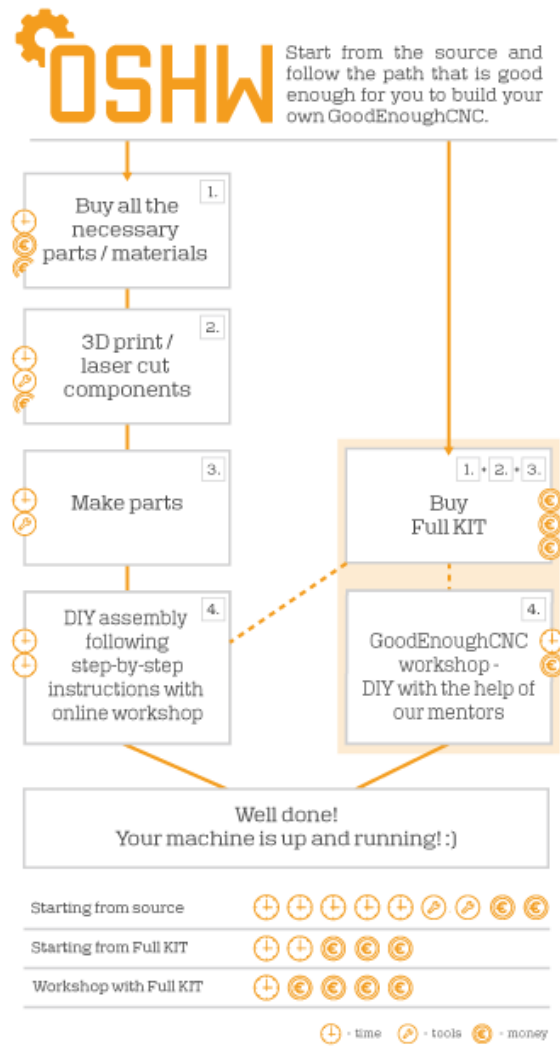 OSHW
Start from the source and
follow the path that is good
enough for you to build your
own GoodEnoughCNC.
1.
Buy all the
necessary
parts / materials
2.
3D print /
laser cut
components
3.
Make parts
1. + 2. + 3.
Buy
Full KIT
4.
DIY assembly
following
step-by-step
instructions with
online workshop
4.
GoodEnoughCNC
workshop -
DIY with the help of
our mentors
Well done!
Your machine is up and running! :)
Starting from source
Starting from Full KIT
Workshop with Full KIT
- time - tools - money